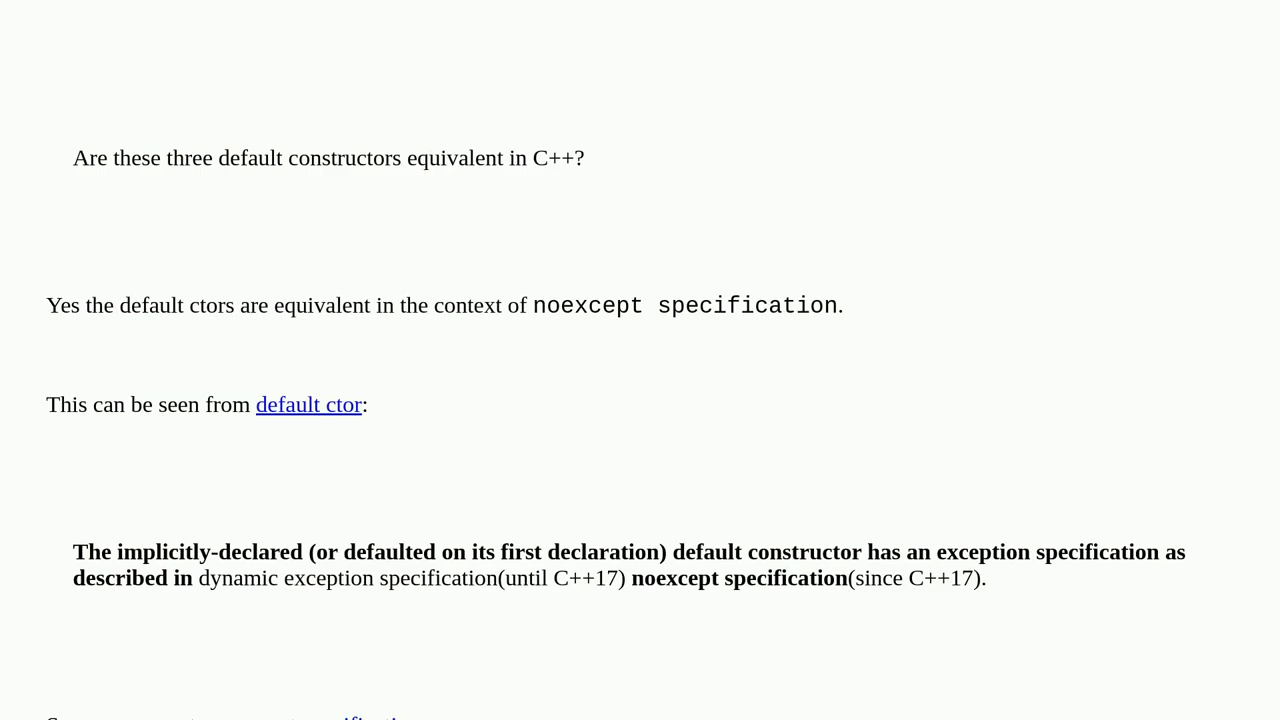 Are these three default constructors equivalent in C++?
Yes the default ctors are equivalent in the context of noexcept specification.
This can be seen from default ctor:
The implicitly-declared (or defaulted on its first declaration) default constructor has an exception specification as
described in dynamic exception specification(until C++17) noexcept specification(since C++17).